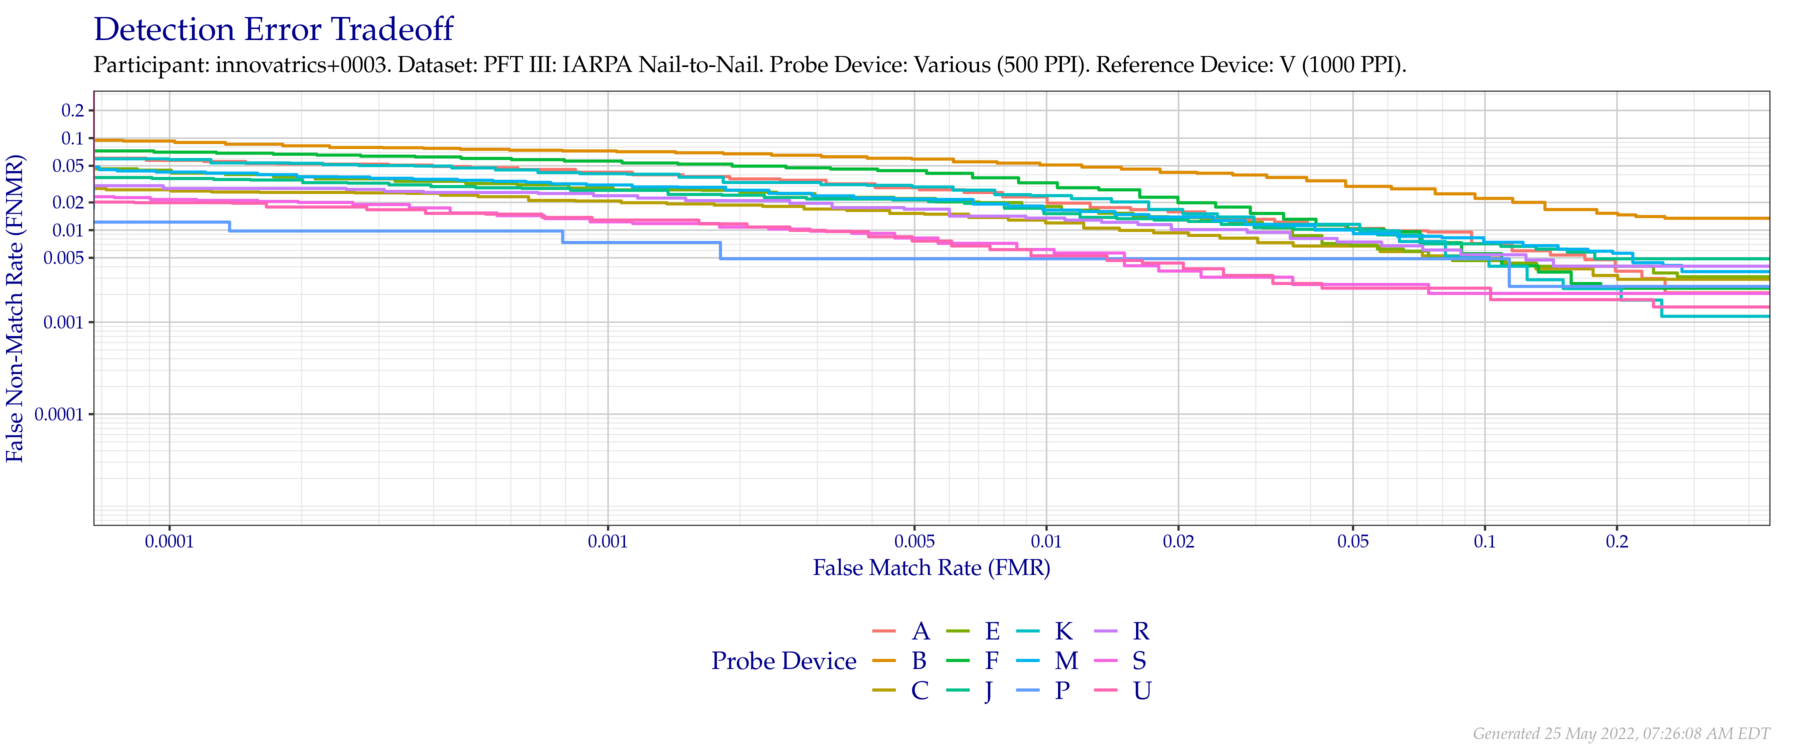 Detection Error Tradeoff
Participant: innovatrics+0003. Dataset: PFT III: IARPA Nail-to-Nail. Probe Device: Various (500 PPI). Reference Device: V (1000 PPI).
False Non-Match Rate (FNMR)
0.2
0.1
0.05
0.02
0.01
0.005
0.001
0.0001
0.0001 0.001 0.005 0.01 0.02 0.05 0.1 0.2
False Match Rate (FMR)
Probe Device
A E K R
B F M S
C J P U
Generated 25 May 2022, 07:26:08 AM EDT